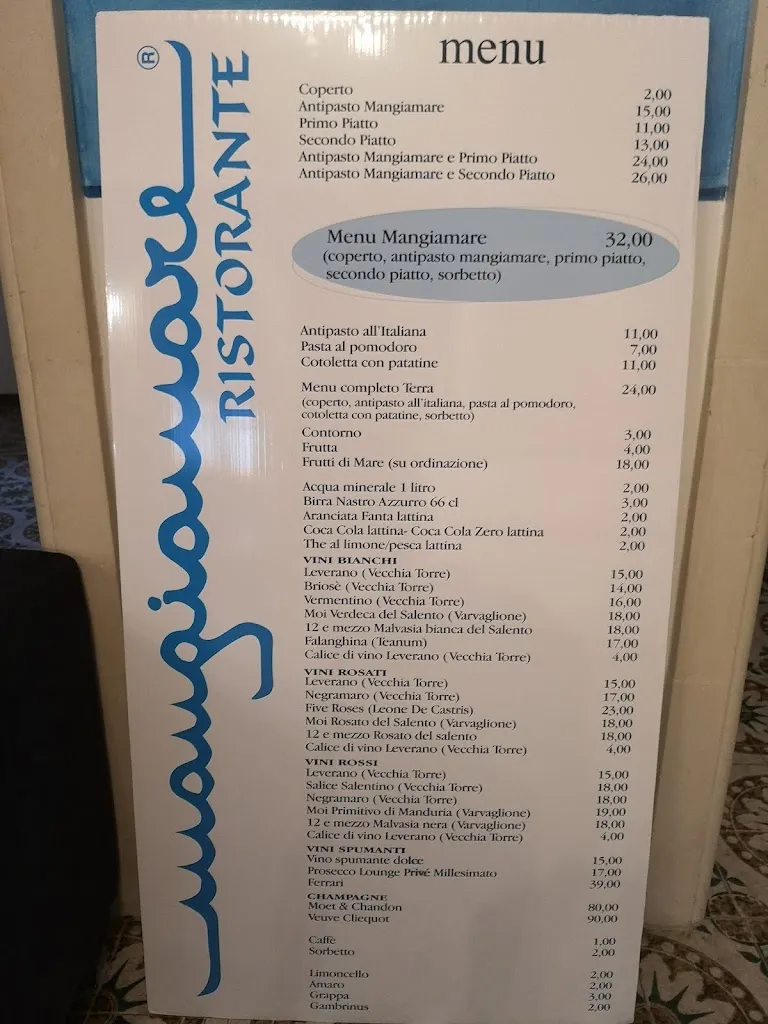 mangiamare ®
RISTORANTE
menu
Coperto 2,00
Antipasto Mangiamare 15,00
Primo Piatto 11,00
Secondo Piatto 13,00
Antipasto Mangiamare e Primo Piatto 24,00
Antipasto Mangiamare e Secondo Piatto 26,00
Menu Mangiamare 32,00
(coperto, antipasto mangiamare, primo piatto,
secondo piatto, sorbetto)
Antipasto all'Italiana 11,00
Pasta al pomodoro 7,00
Cotoletta con patatine 11,00
Menu completo Terra 24,00
(coperto, antipasto all'italiana, pasta al pomodoro,
cotoletta con patatine, sorbetto)
Contorno 3,00
Frutta 4,00
Frutti di Mare (su ordinazione) 18,00
Acqua minerale 1 litro 2,00
Birra Nastro Azzurro 66 cl 3,00
Aranciata Fanta lattina 2,00
Coca Cola lattina- Coca Cola Zero lattina 2,00
The al limone/pesca lattina 2,00
VINI BIANCHI
Leverano (Vecchia Torre) 15,00
Briosè (Vecchia Torre) 14,00
Vermentino (Vecchia Torre) 16,00
Moi Verdeca del Salento (Varvaglione) 18,00
12 e mezzo Malvasia bianca del Salento 18,00
Falanghina (Teanum) 17,00
Calice di vino Leverano (Vecchia Torre) 4,00
VINI ROSATI
Leverano (Vecchia Torre) 15,00
Negramaro (Vecchia Torre) 17,00
Five Roses (Leone De Castris) 23,00
Moi Rosato del Salento (Varvaglione) 18,00
12 e mezzo Rosato del salento 18,00
Calice di vino Leverano (Vecchia Torre) 4,00
VINI ROSSI
Leverano (Vecchia Torre) 15,00
Salice Salentino (Vecchia Torre) 18,00
Negramaro (Vecchia Torre) 18,00
Moi Primitivo di Manduria (Varvaglione) 19,00
12 e mezzo Malvasia nera (Varvaglione) 18,00
Calice di vino Leverano (Vecchia Torre) 4,00
VINI SPUMANTI
Vino spumante dolce 15,00
Prosecco Lounge Privé Millesimato 17,00
Ferrari 39,00
CHAMPAGNE
Moet & Chandon 80,00
Veuve Clicquot 90,00
Caffè 1,00
Sorbetto 2,00
Limoncello 2,00
Amaro 2,00
Grappa 3,00
Gambrinus 2,00